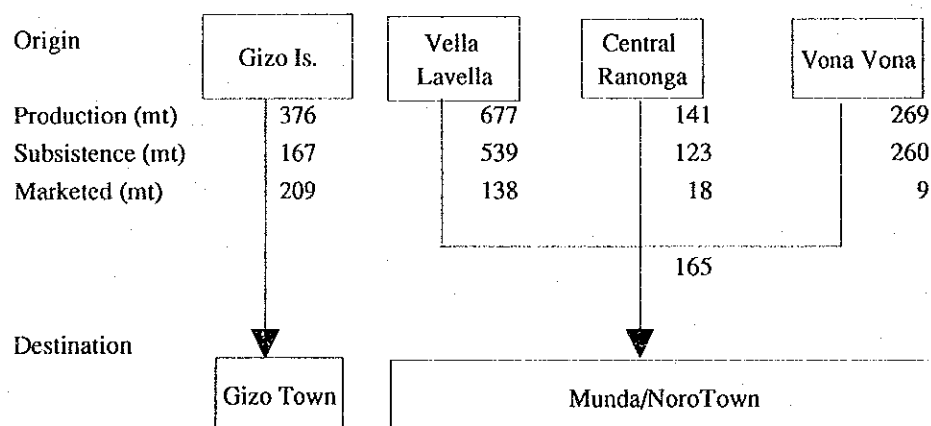 Origin
Gizo Is.
Vella
Lavella
Central
Ranonga
Vona Vona
Production (mt) 376 677 141 269
Subsistence (mt) 167 539 123 260
Marketed (mt) 209 138 18 9
165
Destination
Gizo Town
Munda/NoroTown